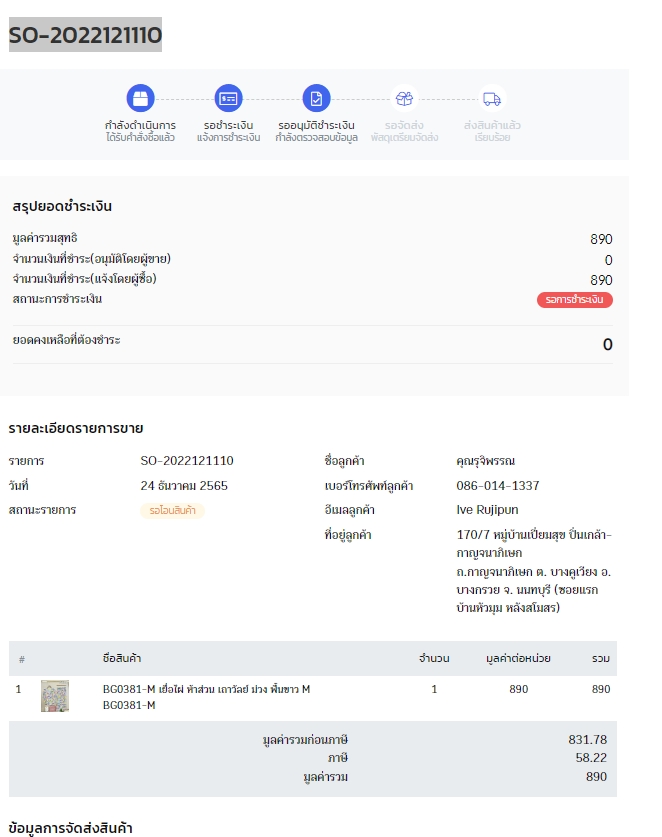 SO-2022121110
กำลังดำเนินการ
ได้รับคำสั่งซื้อแล้ว
รอชำระเงิน
แจ้งการชำระเงิน
รออนุมัติชำระเงิน
กำลังตรวจสอบข้อมูล
รอจัดส่ง
พัสดุเตรียมจัดส่ง
ส่งสินค้าแล้ว
เรียบร้อย
สรุปยอดชำระเงิน
มูลค่ารวมสุทธิ 890
จำนวนเงินที่ชำระ(อนุมัติโดยผู้ขาย) 0
จำนวนเงินที่ชำระ(แจ้งโดยผู้ซื้อ) 890
สถานะการชำระเงิน รอการชำระเงิน
ยอดคงเหลือที่ต้องชำระ 0
รายละเอียดรายการขาย
รายการ SO-2022121110
วันที่ 24 ธันวาคม 2565
สถานะรายการ รอโอนสินค้า
ชื่อลูกค้า คุณรุจิพรรณ
เบอร์โทรศัพท์ลูกค้า 086-014-1337
อีเมลลูกค้า Ive Rujipun
ที่อยู่ลูกค้า 170/7 หมู่บ้านเปี่ยมสุข ปิ่นเกล้า-
กาญจนาภิเษก
ถ.กาญจนาภิเษก ต. บางคูเวียง อ.
บางกรวย จ. นนทบุรี (ซอยแรก
บ้านหัวมุม หลังสโมสร)
# ชื่อสินค้า จำนวน มูลค่าต่อหน่วย รวม
1 BG0381-M เยื่อไผ่ ห้าส่วน เถาวัลย์ ม่วง พื้นขาว M 1 890 890
BG0381-M
มูลค่ารวมก่อนภาษี 831.78
ภาษี 58.22
มูลค่ารวม 890
ข้อมูลการจัดส่งสินค้า